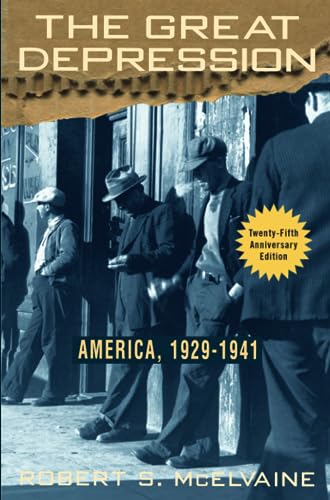 THE GREAT
DEPRESSION
Twenty-Fifth
Anniversary
Edition
AMERICA, 1929-1941
ROBERT S. McELVAINE